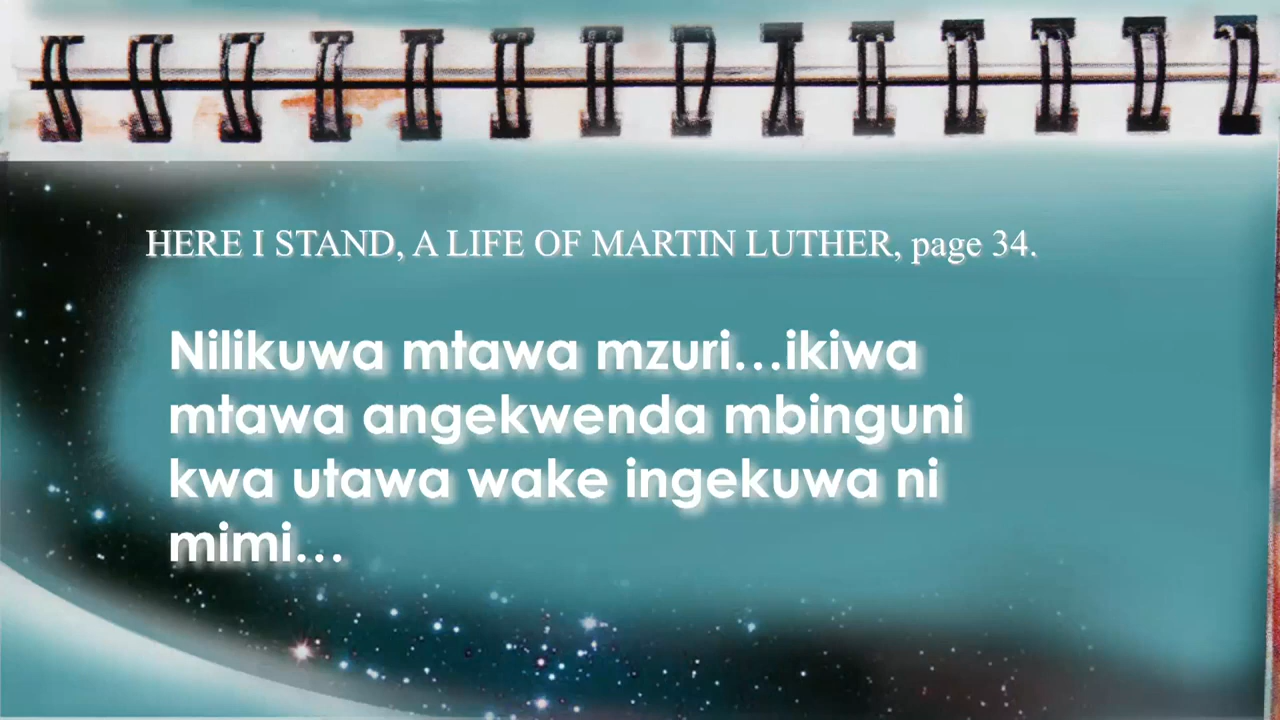 HERE I STAND, A LIFE OF MARTIN LUTHER, page 34.
Nilikuwa mtawa mzuri...ikiwa
mtawa angekwenda mbinguni
kwa utawa wake ingekuwa ni
mimi...